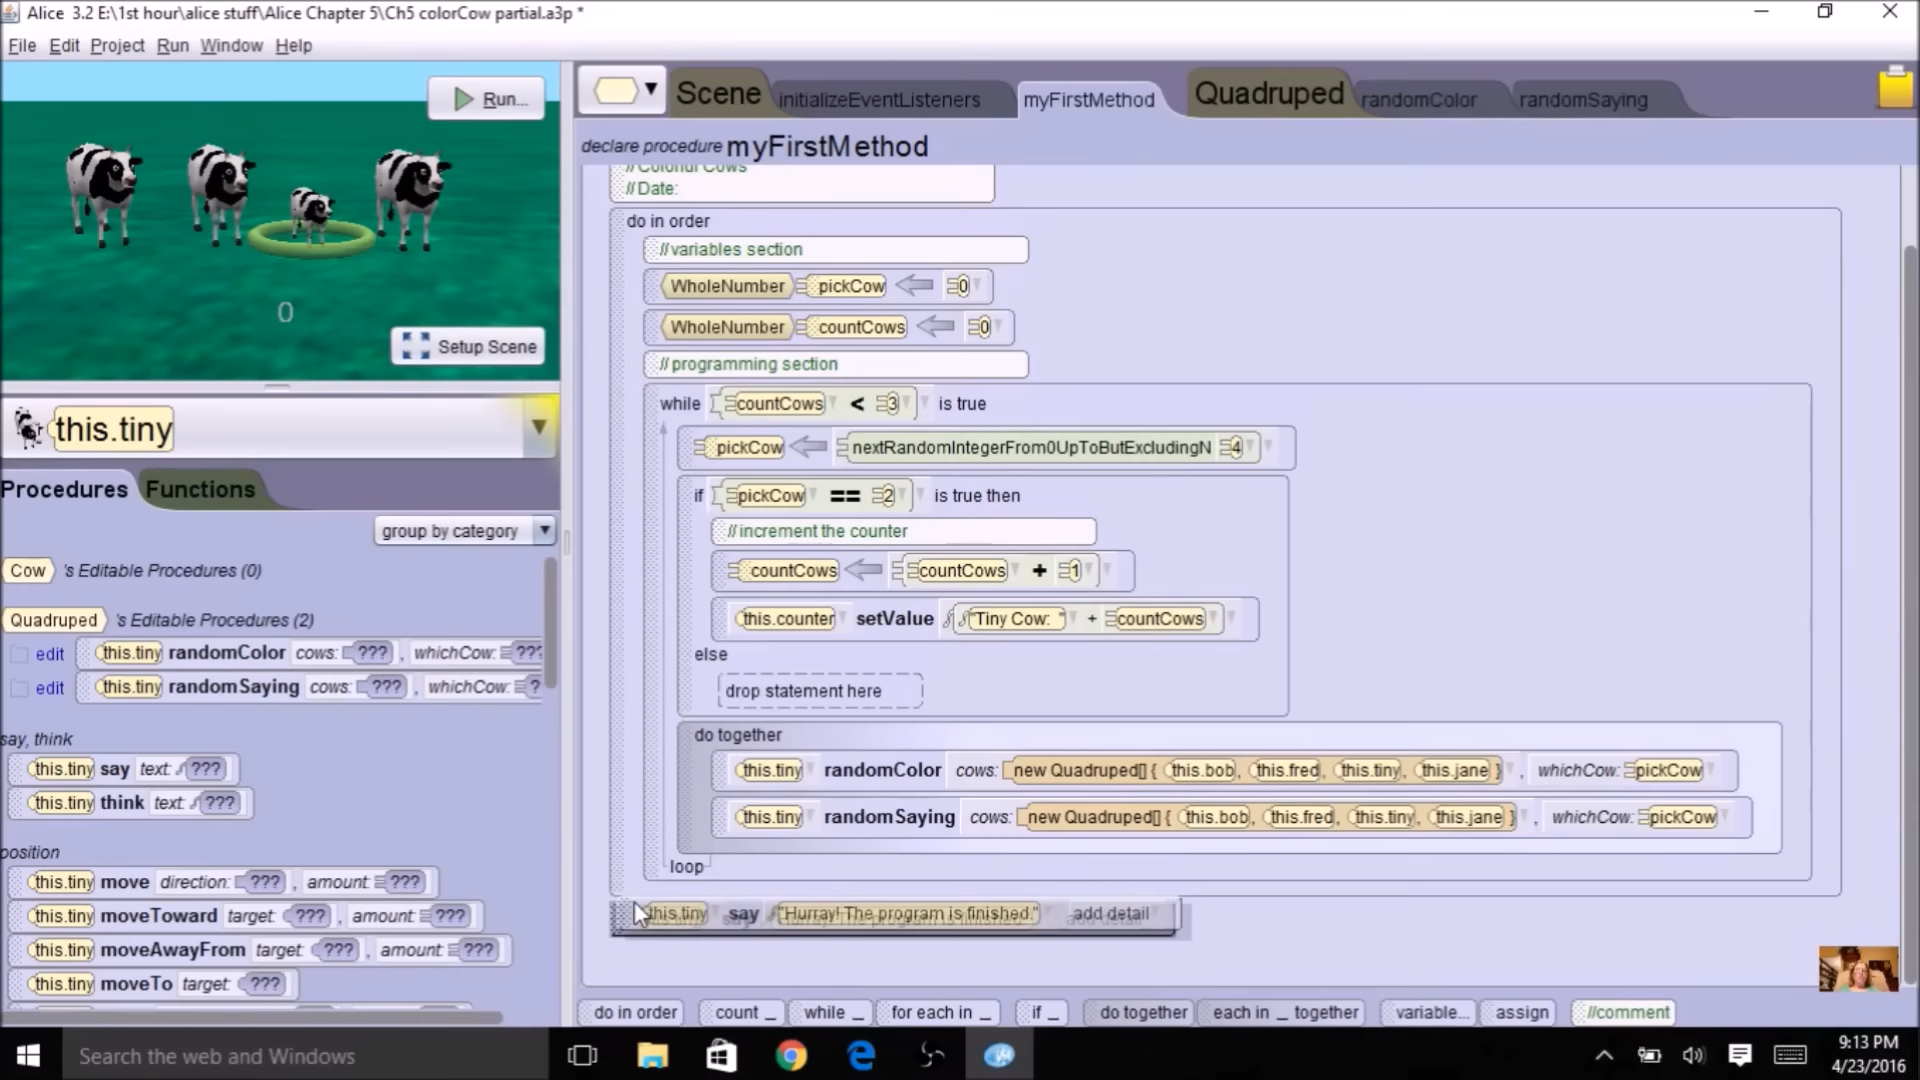 Alice 3.2 E:\1st hour\alice stuff\Alice Chapter 5\Ch5 colorCow partial.a3p *
File Edit Project Run Window Help
Run...
0
Setup Scene
this.tiny
Procedures Functions
group by category
Cow 's Editable Procedures (0)
Quadruped 's Editable Procedures (2)
edit this.tiny randomColor cows: ??? , whichCow: ???
edit this.tiny randomSaying cows: ??? , whichCow: ?
say, think
this.tiny say text: ???
this.tiny think text: ???
position
this.tiny move direction: ??? , amount: ???
this.tiny moveToward target: ??? , amount: ???
this.tiny moveAwayFrom target: ??? , amount: ???
this.tiny moveTo target: ???
Scene initializeEventListeners myFirstMethod Quadruped randomColor randomSaying
declare procedure myFirstMethod
// Colorful Cows
// Date:
do in order
// variables section
WholeNumber pickCow 0
WholeNumber countCows 0
// programming section
while countCows < 3 is true
pickCow nextRandomIntegerFrom0UpToButExcludingN 4
if pickCow == 2 is true then
// increment the counter
countCows countCows + 1
this.counter setValue "Tiny Cow: " + countCows
else
drop statement here
do together
this.tiny randomColor cows: new Quadruped[] { this.bob, this.fred, this.tiny, this.jane } , whichCow: pickCow
this.tiny randomSaying cows: new Quadruped[] { this.bob, this.fred, this.tiny, this.jane } , whichCow: pickCow
loop
this.tiny say "Hurray! The program is finished." add detail
do in order count _ while _ for each in _ if _ do together each in _ together variable... assign //comment
Search the web and Windows
9:13 PM
4/23/2016